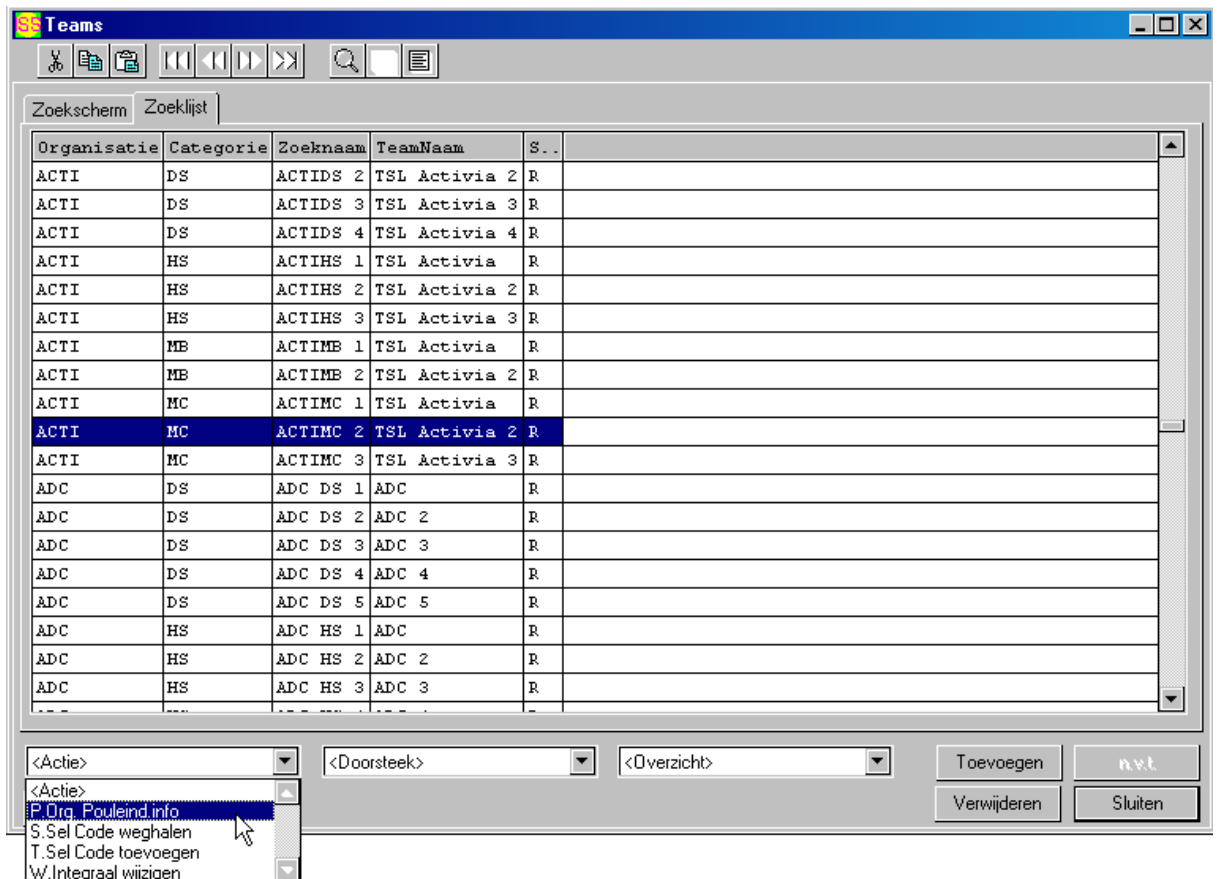 SS Teams
Zoekscherm Zoeklijst
Organisatie Categorie Zoeknaam TeamNaam S..
ACTI DS ACTIDS 2 TSL Activia 2 R
ACTI DS ACTIDS 3 TSL Activia 3 R
ACTI DS ACTIDS 4 TSL Activia 4 R
ACTI HS ACTIHS 1 TSL Activia R
ACTI HS ACTIHS 2 TSL Activia 2 R
ACTI HS ACTIHS 3 TSL Activia 3 R
ACTI MB ACTIMB 1 TSL Activia R
ACTI MB ACTIMB 2 TSL Activia 2 R
ACTI MC ACTIMC 1 TSL Activia R
ACTI MC ACTIMC 2 TSL Activia 2 R
ACTI MC ACTIMC 3 TSL Activia 3 R
ADC DS ADC DS 1 ADC R
ADC DS ADC DS 2 ADC 2 R
ADC DS ADC DS 3 ADC 3 R
ADC DS ADC DS 4 ADC 4 R
ADC DS ADC DS 5 ADC 5 R
ADC HS ADC HS 1 ADC R
ADC HS ADC HS 2 ADC 2 R
ADC HS ADC HS 3 ADC 3 R
<Actie> <Doorsteek> <Overzicht> Toevoegen n.v.t.
Verwijderen Sluiten
<Actie>
P.Org. Pouleind.info
S.Sel Code weghalen
T.Sel Code toevoegen
W.Integraal wijzigen